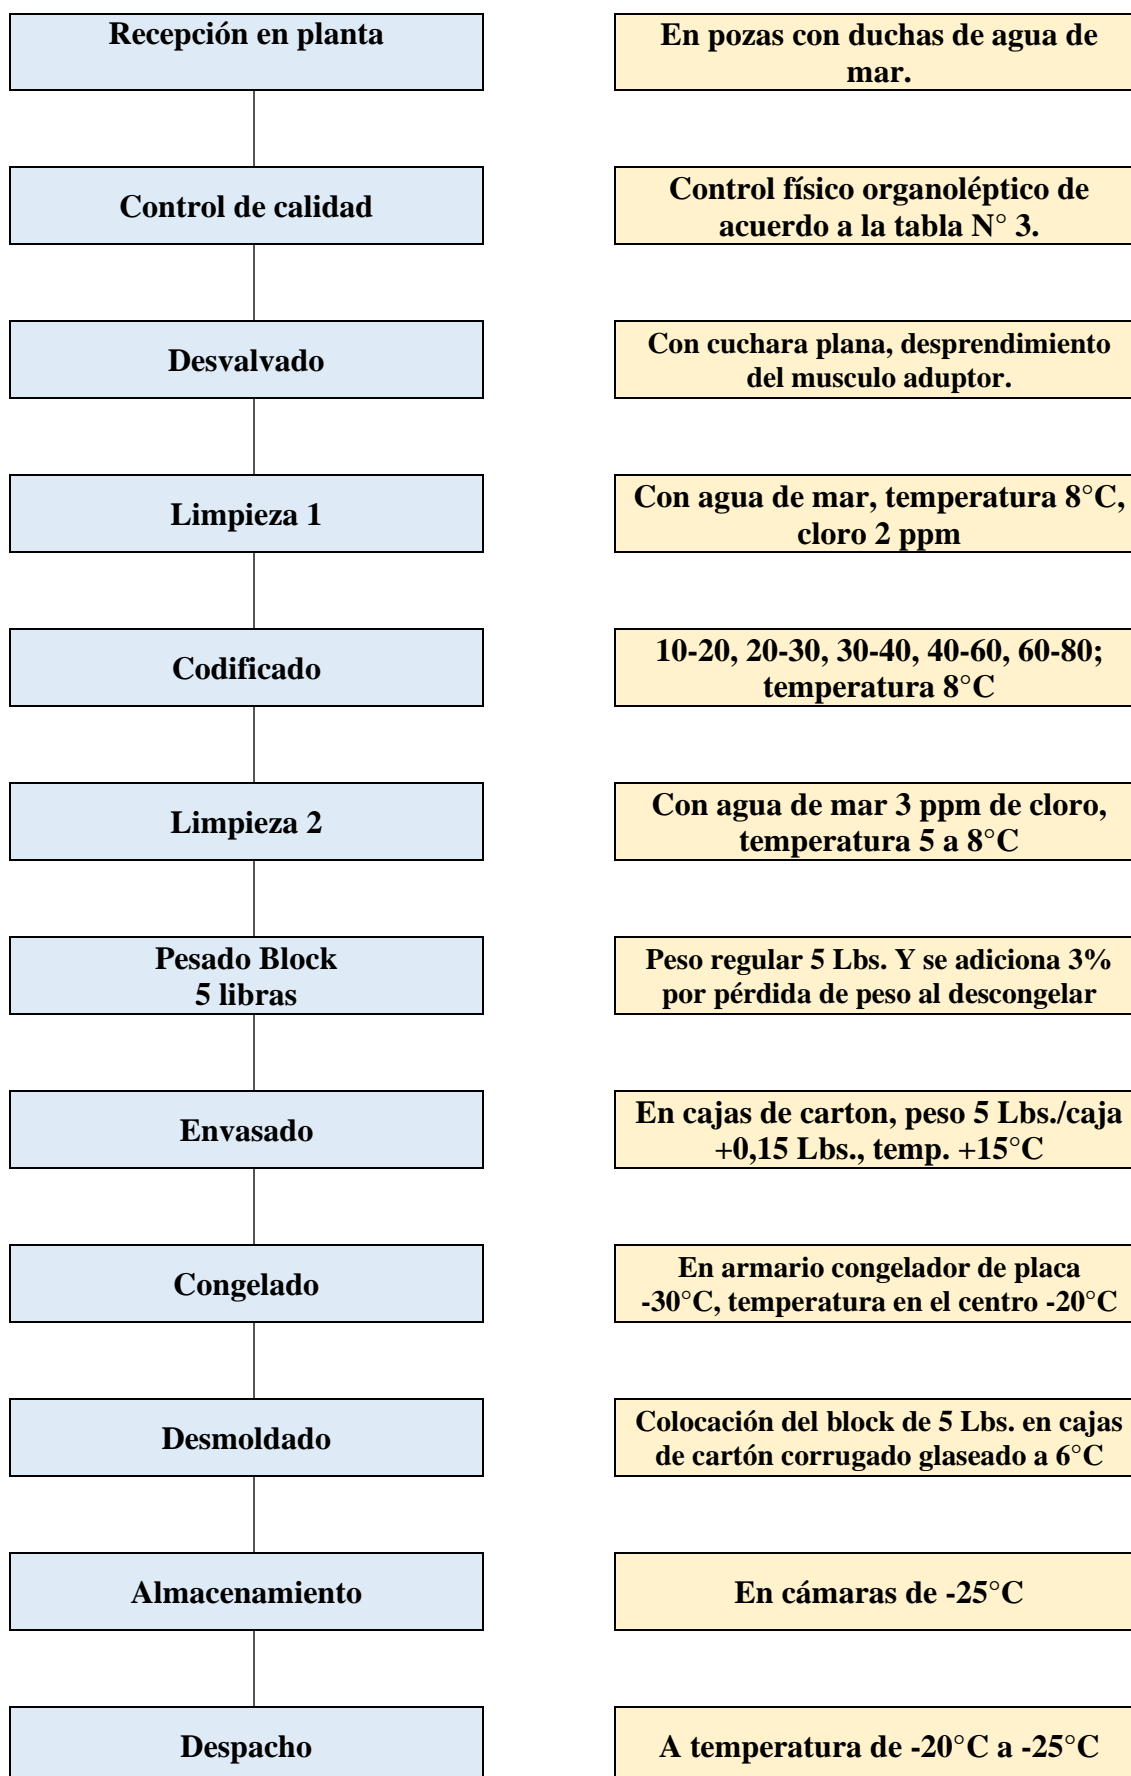 Recepción en planta
En pozas con duchas de agua de
mar.
Control de calidad
Control físico organoléptico de
acuerdo a la tabla N° 3.
Desvalvado
Con cuchara plana, desprendimiento
del musculo aduptor.
Limpieza 1
Con agua de mar, temperatura 8°C,
cloro 2 ppm
Codificado
10-20, 20-30, 30-40, 40-60, 60-80;
temperatura 8°C
Limpieza 2
Con agua de mar 3 ppm de cloro,
temperatura 5 a 8°C
Pesado Block
5 libras
Peso regular 5 Lbs. Y se adiciona 3%
por pérdida de peso al descongelar
Envasado
En cajas de carton, peso 5 Lbs./caja
+0,15 Lbs., temp. +15°C
Congelado
En armario congelador de placa
-30°C, temperatura en el centro -20°C
Desmoldado
Colocación del block de 5 Lbs. en cajas
de cartón corrugado glaseado a 6°C
Almacenamiento
En cámaras de -25°C
Despacho
A temperatura de -20°C a -25°C